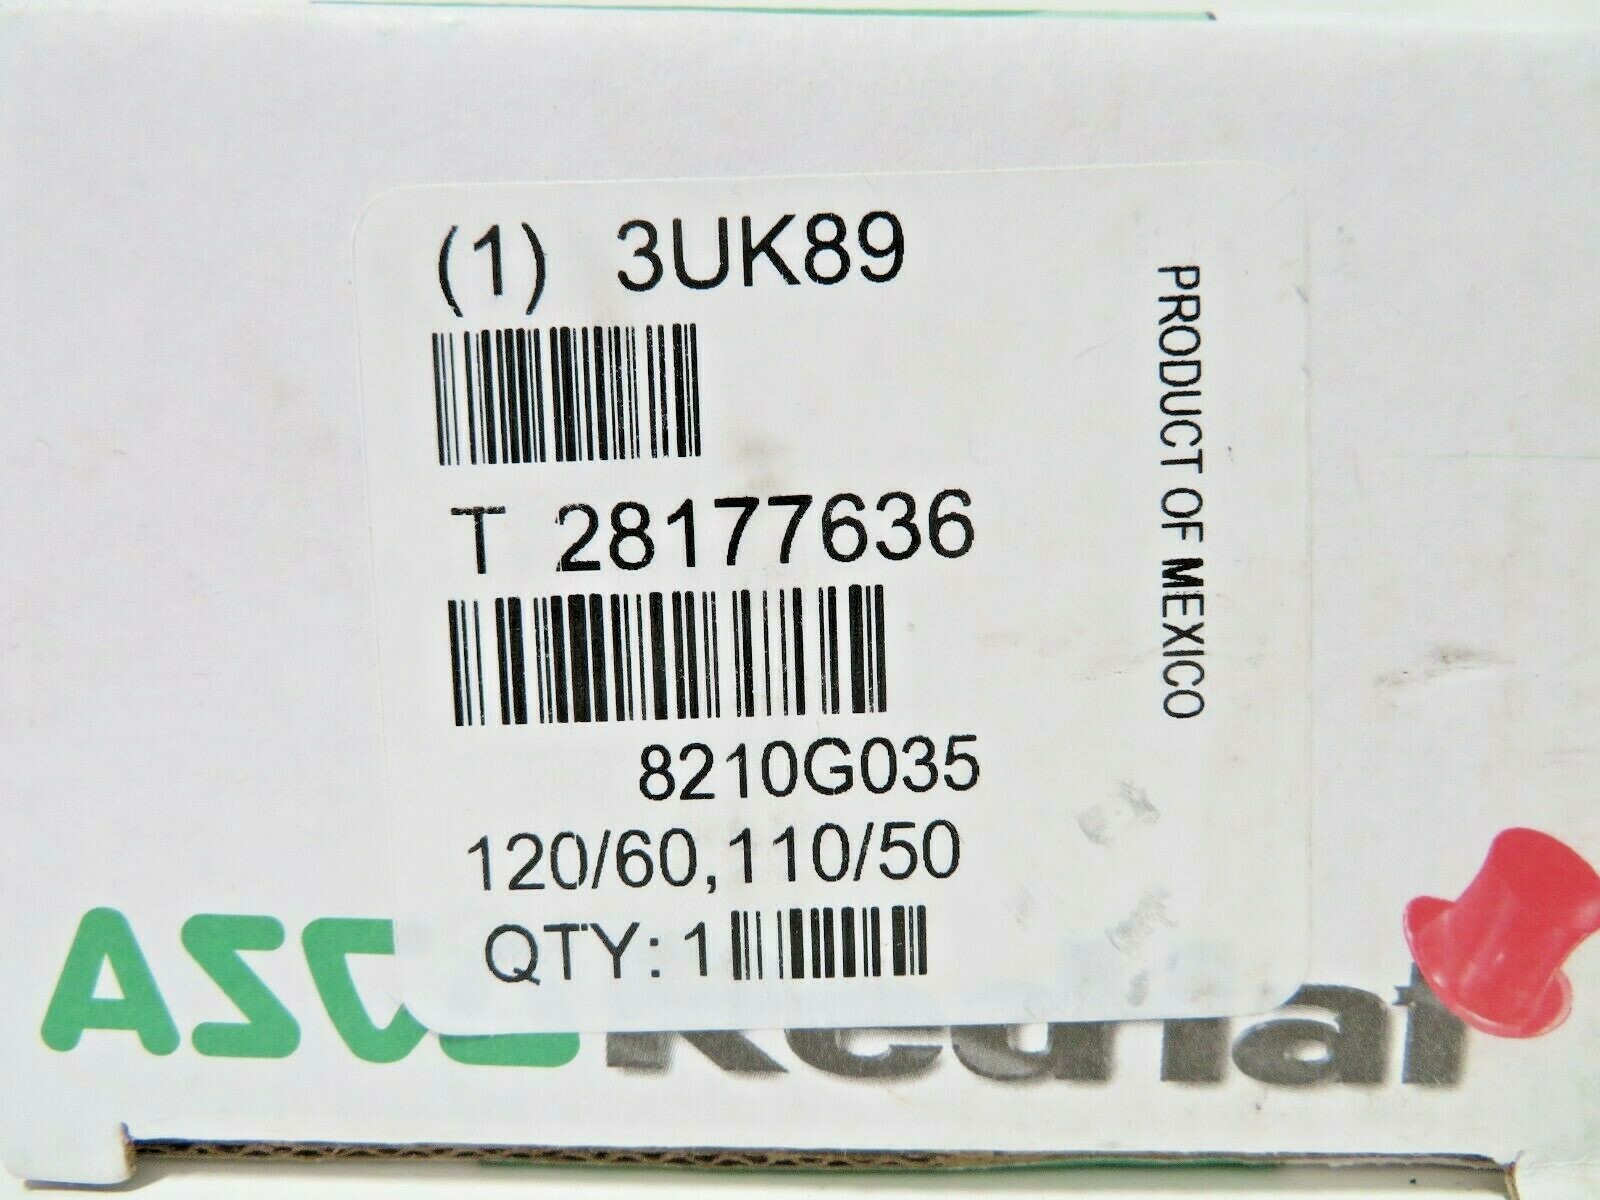 (1) 3UK89
T 28177636
8210G035
120/60,110/50
QTY: 1
PRODUCT OF MEXICO